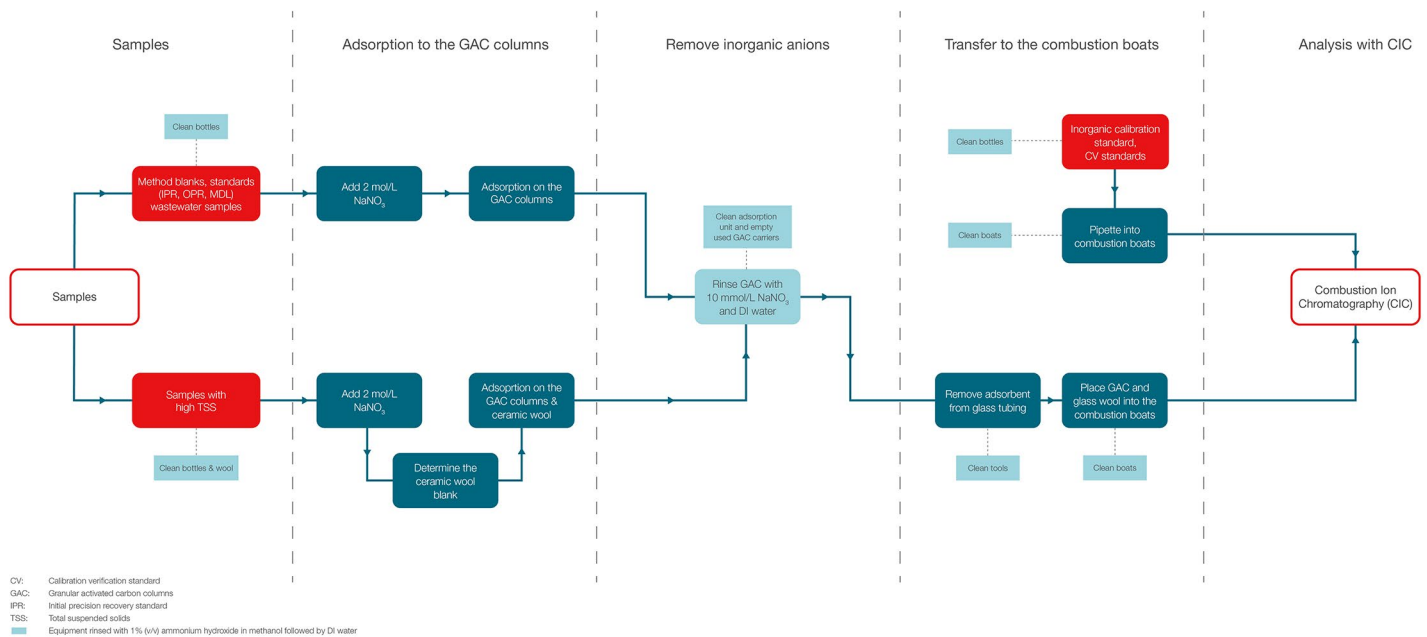 Samples
Adsorption to the GAC columns
Remove inorganic anions
Transfer to the combustion boats
Analysis with CIC
Clean bottles
Method blanks, standards
(IPR, OPR, MDL)
wastewater samples
Add 2 mol/L
NaNO₃
Adsorption on the
GAC columns
Samples
Samples with
high TSS
Clean bottles & wool
Add 2 mol/L
NaNO₃
Determine the
ceramic wool
blank
Adsoprtion on the
GAC columns &
ceramic wool
Clean adsorption
unit and empty
used GAC carriers
Rinse GAC with
10 mmol/L NaNO₃
and DI water
Clean bottles
Inorganic calibration
standard,
CV standards
Clean boats
Pipette into
combustion boats
Remove adsorbent
from glass tubing
Clean tools
Place GAC and
glass wool into the
combustion boats
Clean boats
Combustion Ion
Chromatography (CIC)
CV: Calibration verification standard
GAC: Granular activated carbon columns
IPR: Initial precision recovery standard
TSS: Total suspended solids
Equipment rinsed with 1% (v/v) ammonium hydroxide in methanol followed by DI water